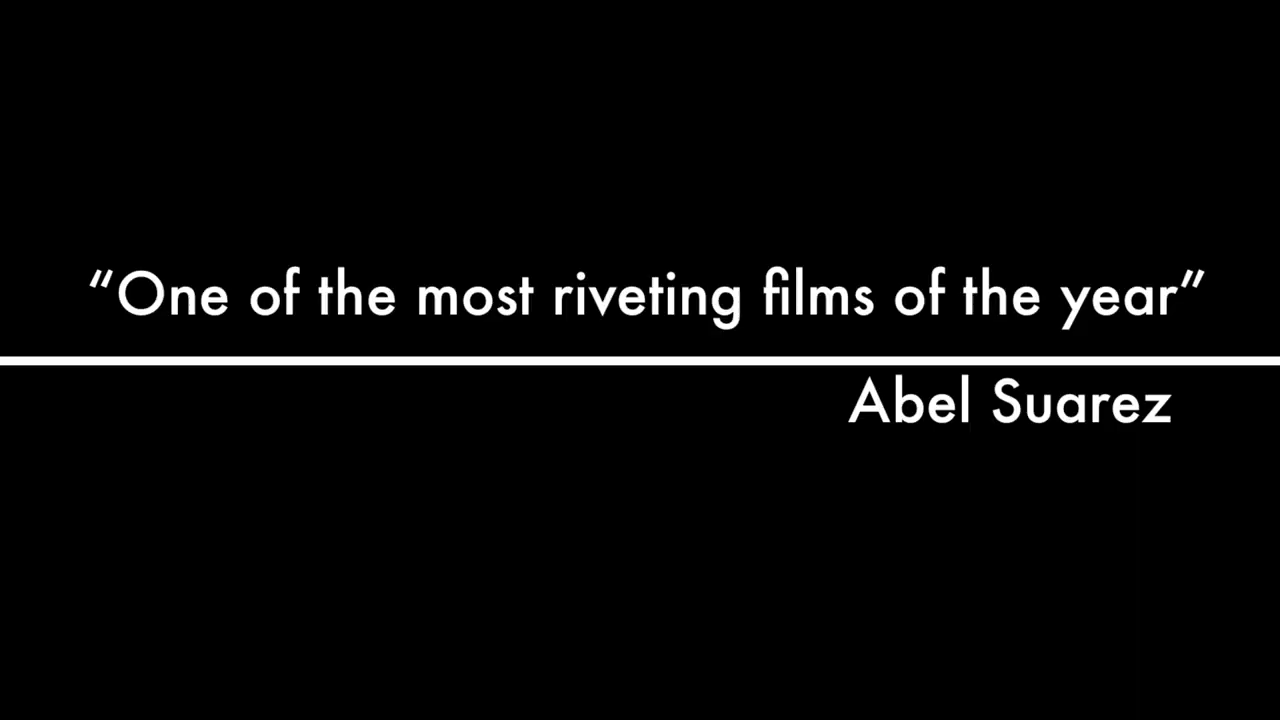 “One of the most riveting films of the year”
Abel Suarez